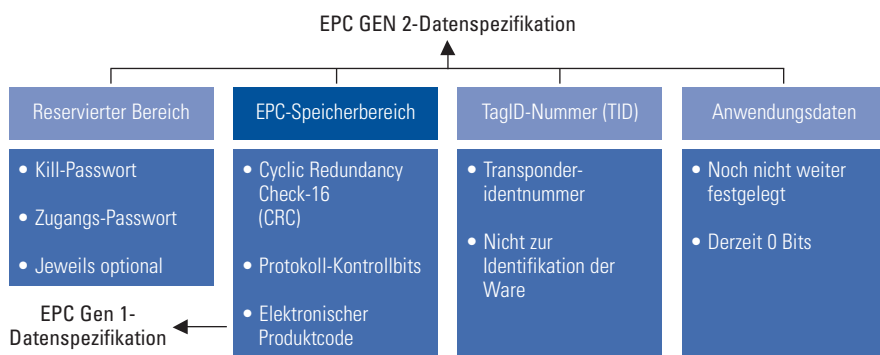 EPC GEN 2-Datenspezifikation
Reservierter Bereich
• Kill-Passwort
• Zugangs-Passwort
• Jeweils optional
EPC-Speicherbereich
• Cyclic Redundancy
Check-16
(CRC)
• Protokoll-Kontrollbits
• Elektronischer
Produktcode
TagID-Nummer (TID)
• Transponder-
identnummer
• Nicht zur
Identifikation der
Ware
Anwendungsdaten
• Noch nicht weiter
festgelegt
• Derzeit 0 Bits
EPC Gen 1-
Datenspezifikation